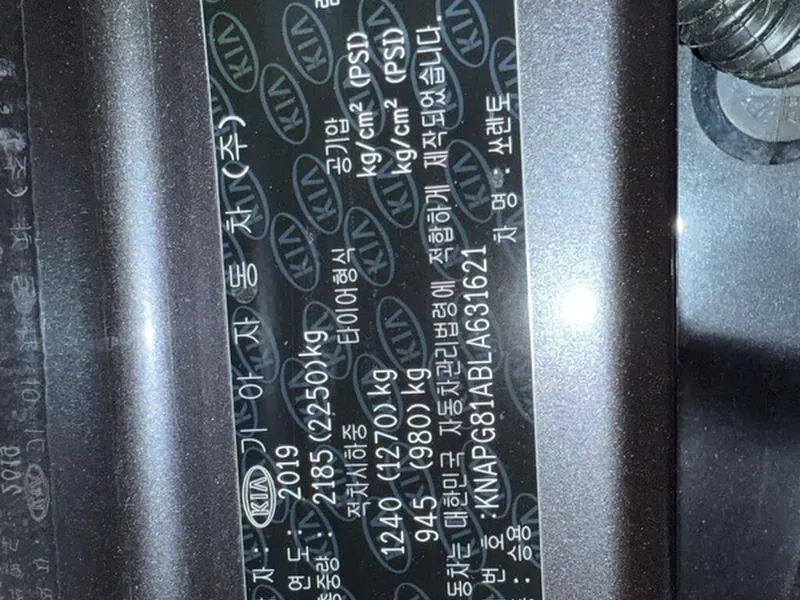 자: KIA 기아자동차(주)
연도: 2019
총중량: 2185(2250)kg
적차시하중 타이어형식 공기압
1240 (1270)kg kg/cm² (PSI)
945 (980)kg kg/cm² (PSI)
동차는 대한민국 자동차관리법령에 적합하게 제작되었습니다.
번호:KNAPG81ABLA631621
: 승용 차명: 쏘렌토